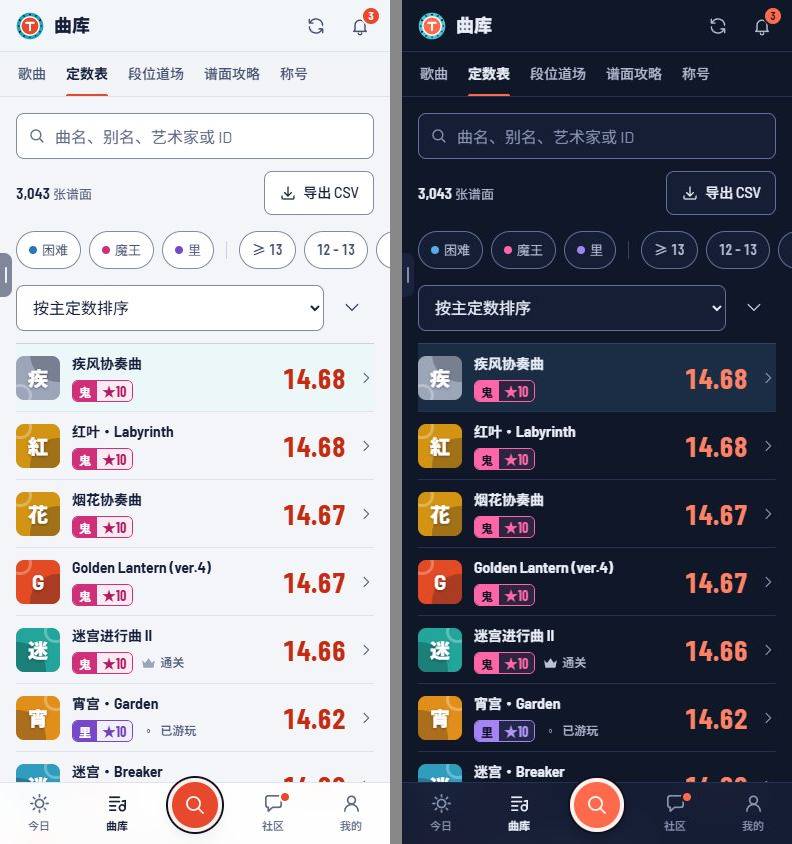 T 曲库 3
歌曲 定数表 段位道场 谱面攻略 称号
曲名、别名、艺术家或 ID
3,043 张谱面 导出 CSV
困难 魔王 里 ≥ 13 12 - 13
按主定数排序
疾 疾风协奏曲
鬼 ★10 14.68
紅 红叶・Labyrinth
鬼 ★10 14.68
花 烟花协奏曲
鬼 ★10 14.67
G Golden Lantern (ver.4)
鬼 ★10 14.67
迷 迷宫进行曲 II
鬼 ★10 通关 14.66
宵 宵宫・Garden
里 ★10 已游玩 14.62
迷宫・Breaker
今日 曲库 社区 我的
T 曲库 3
歌曲 定数表 段位道场 谱面攻略 称号
曲名、别名、艺术家或 ID
3,043 张谱面 导出 CSV
困难 魔王 里 ≥ 13 12 - 13
按主定数排序
疾 疾风协奏曲
鬼 ★10 14.68
紅 红叶・Labyrinth
鬼 ★10 14.68
花 烟花协奏曲
鬼 ★10 14.67
G Golden Lantern (ver.4)
鬼 ★10 14.67
迷 迷宫进行曲 II
鬼 ★10 通关 14.66
宵 宵宫・Garden
里 ★10 已游玩 14.62
迷宫・Breaker
今日 曲库 社区 我的